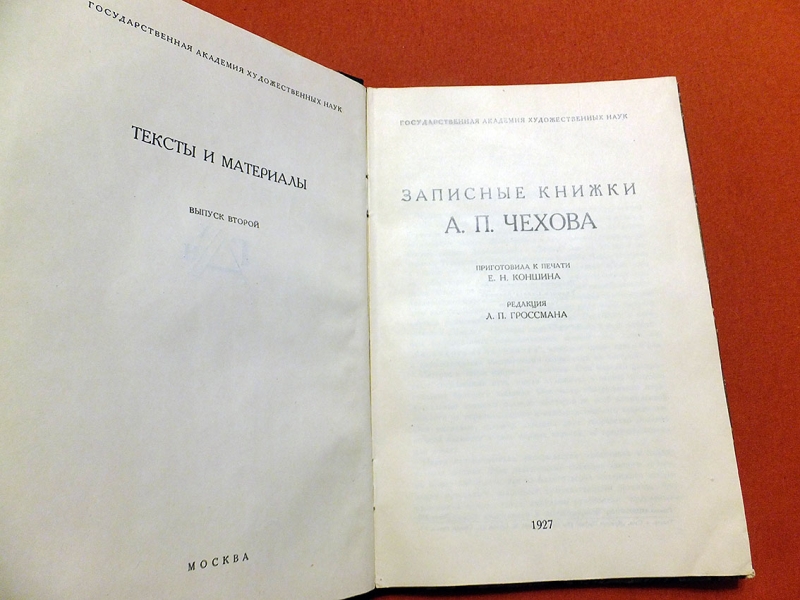 ГОСУДАРСТВЕННАЯ АКАДЕМИЯ ХУДОЖЕСТВЕННЫХ НАУК
ТЕКСТЫ И МАТЕРИАЛЫ
ВЫПУСК ВТОРОЙ
МОСКВА
ГОСУДАРСТВЕННАЯ АКАДЕМИЯ ХУДОЖЕСТВЕННЫХ НАУК
ЗАПИСНЫЕ КНИЖКИ
А. П. ЧЕХОВА
ПРИГОТОВИЛА К ПЕЧАТИ
Е. Н. КОНШИНА
РЕДАКЦИЯ
Л. П. ГРОССМАНА
1927